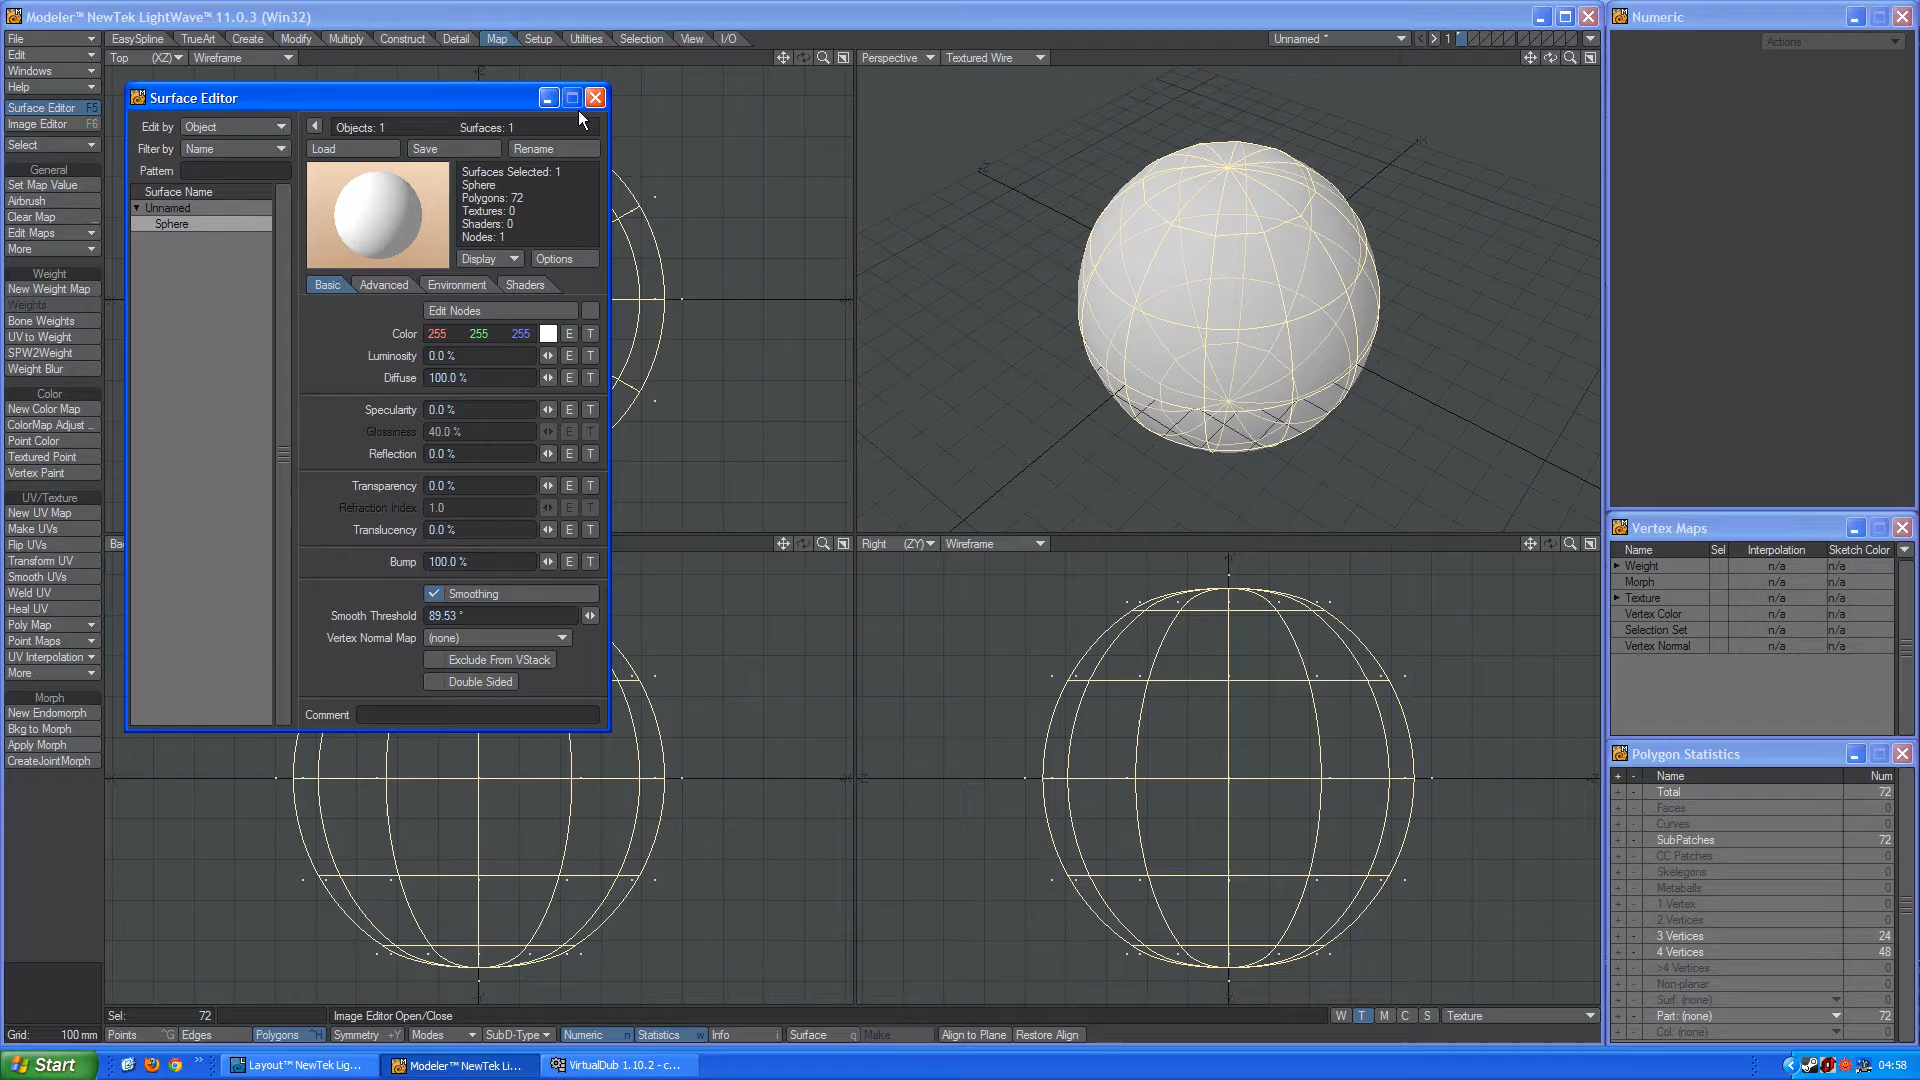 Modeler™ NewTek LightWave™ 11.0.3 (Win32)
Numeric
File
EasySpline TrueArt Create Modify Multiply Construct Detail Map Setup Utilities Selection View I/O
Unnamed * 1
Actions
Edit
Windows
Help
Top (XZ) Wireframe
Perspective Textured Wire
Surface Editor F5
Image Editor F6
Select
General
Set Map Value
Airbrush
Clear Map ...
Edit Maps
More
Weight
New Weight Map
Weights
Bone Weights
UV to Weight
SPW2Weight
Weight Blur
Color
New Color Map
ColorMap Adjust ...
Point Color
Textured Point
Vertex Paint
UV/Texture
New UV Map
Make UVs
Flip UVs
Transform UV
Smooth UVs
Weld UV
Heal UV
Poly Map
Point Maps
UV Interpolation
More
Morph
New Endomorph
Bkg to Morph
Apply Morph
CreateJointMorph
Surface Editor
Edit by Object
Filter by Name
Pattern
Surface Name
Unnamed
Sphere
Objects: 1 Surfaces: 1
Load Save Rename
Surfaces Selected: 1
Sphere
Polygons: 72
Textures: 0
Shaders: 0
Nodes: 1
Display Options
Basic Advanced Environment Shaders
Edit Nodes
Color 255 255 255 E T
Luminosity 0.0 % E T
Diffuse 100.0 % E T
Specularity 0.0 % E T
Glossiness 40.0 % E T
Reflection 0.0 % E T
Transparency 0.0 % E T
Refraction Index 1.0 E T
Translucency 0.0 % E T
Bump 100.0 % E T
Smoothing
Smooth Threshold 89.53 °
Vertex Normal Map (none)
Exclude From VStack
Double Sided
Comment
Ba
Right (ZY) Wireframe
Vertex Maps
Name Sel Interpolation Sketch Color
Weight n/a n/a
Morph n/a n/a
Texture n/a n/a
Vertex Color n/a n/a
Selection Set n/a n/a
Vertex Normal n/a n/a
Polygon Statistics
+ - Name Num
+ - Total 72
+ - Faces 0
+ - Curves 0
+ - SubPatches 72
+ - CC Patches 0
+ - Skelegons 0
+ - Metaballs 0
+ - 1 Vertex 0
+ - 2 Vertices 0
+ - 3 Vertices 24
+ - 4 Vertices 48
+ - >4 Vertices 0
+ - Non-planar 0
+ - Surf: (none) 0
+ - Part: (none) 72
+ - Col: (none) 0
Sel: 72 Image Editor Open/Close
W T M C S Texture
Grid: 100 mm Points ^G Edges Polygons ^H Symmetry +Y Modes SubD-Type Numeric n Statistics w Info i Surface q Make Align to Plane Restore Align
Start
Layout™ NewTek Lig...
Modeler™ NewTek Li...
VirtualDub 1.10.2 - c...
04:58